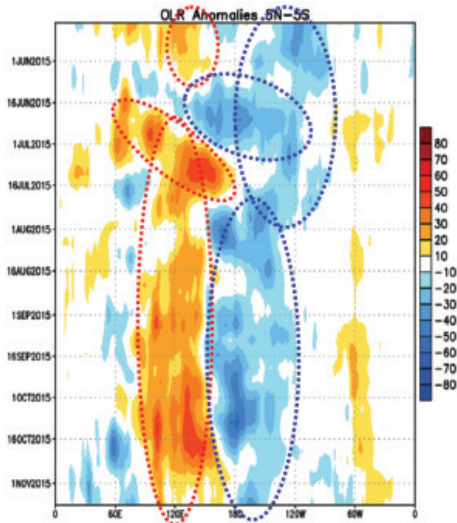 OLR Anomalies 5N-5S
1JUN2015
16JUN2015
1JUL2015
16JUL2015
1AUG2015
16AUG2015
1SEP2015
16SEP2015
1OCT2015
16OCT2015
1NOV2015
0
60E
120E
180
120W
60W
0
80
70
60
50
40
30
20
10
-10
-20
-30
-40
-50
-60
-70
-80